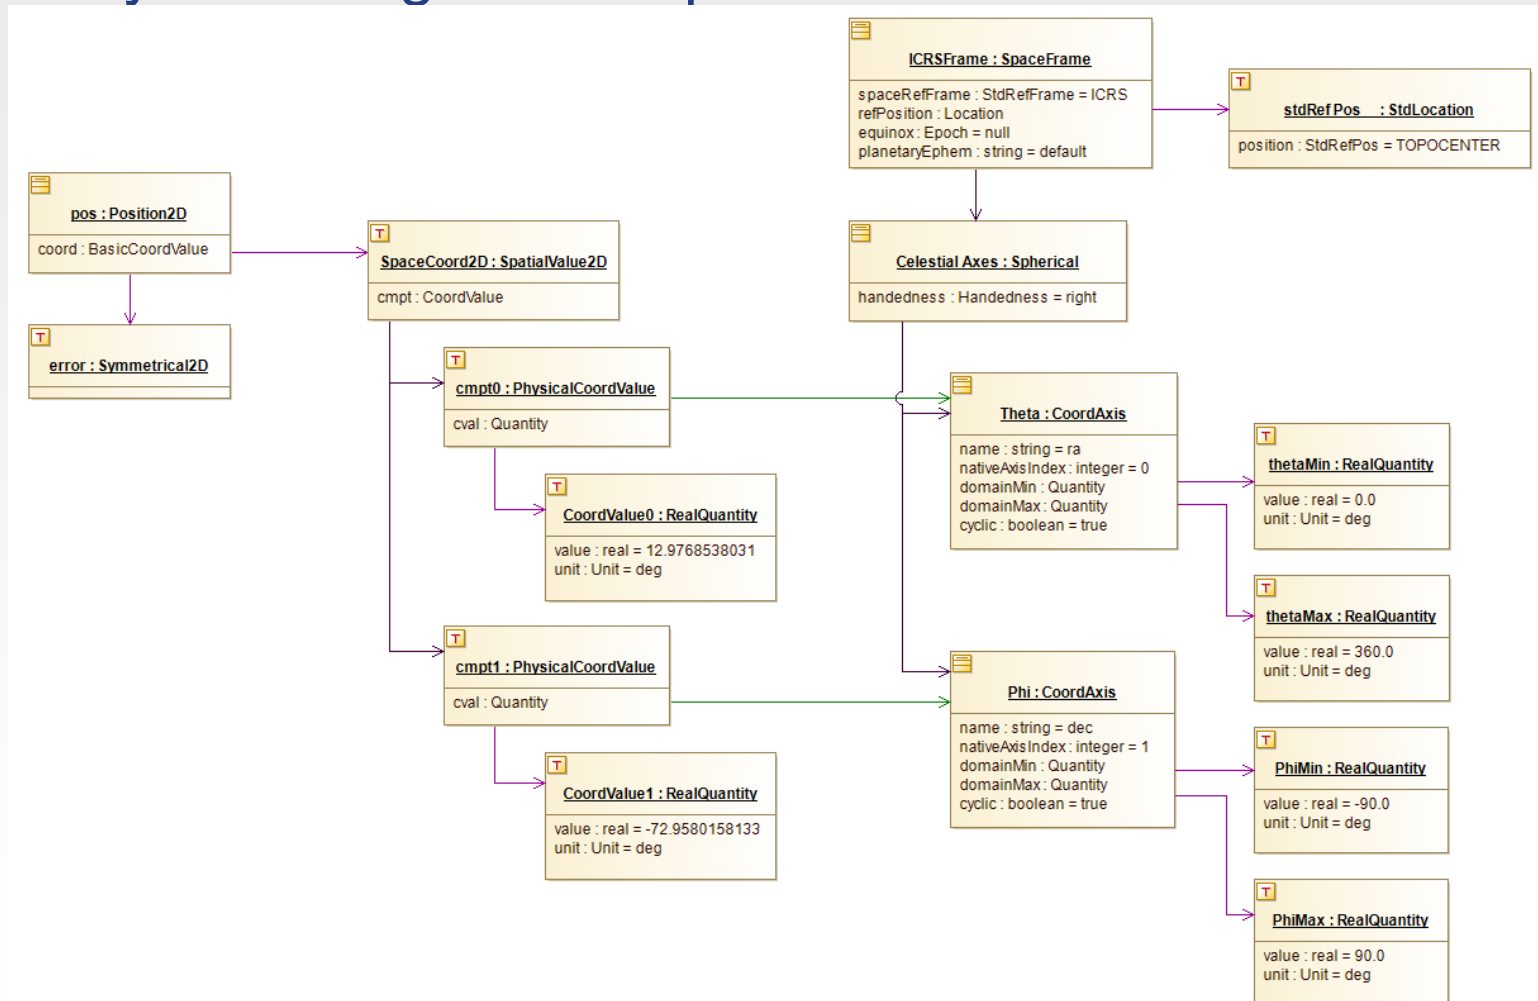 ICRSFrame : SpaceFrame
spaceRefFrame : StdRefFrame = ICRS
refPosition : Location
equinox : Epoch = null
planetaryEphem : string = default
T
stdRef Pos : StdLocation
position : StdRefPos = TOPOCENTER
pos : Position2D
coord : BasicCoordValue
T
error : Symmetrical2D
T
SpaceCoord2D : SpatialValue2D
cmpt : CoordValue
Celestial Axes : Spherical
handedness : Handedness = right
T
cmpt0 : PhysicalCoordValue
cval : Quantity
T
CoordValue0 : RealQuantity
value : real = 12.9768538031
unit : Unit = deg
T
cmpt1 : PhysicalCoordValue
cval : Quantity
T
CoordValue1 : RealQuantity
value : real = -72.9580158133
unit : Unit = deg
Theta : CoordAxis
name : string = ra
nativeAxisIndex : integer = 0
domainMin : Quantity
domainMax : Quantity
cyclic : boolean = true
T
thetaMin : RealQuantity
value : real = 0.0
unit : Unit = deg
T
thetaMax : RealQuantity
value : real = 360.0
unit : Unit = deg
Phi : CoordAxis
name : string = dec
nativeAxisIndex : integer = 1
domainMin : Quantity
domainMax : Quantity
cyclic : boolean = true
T
PhiMin : RealQuantity
value : real = -90.0
unit : Unit = deg
T
PhiMax : RealQuantity
value : real = 90.0
unit : Unit = deg